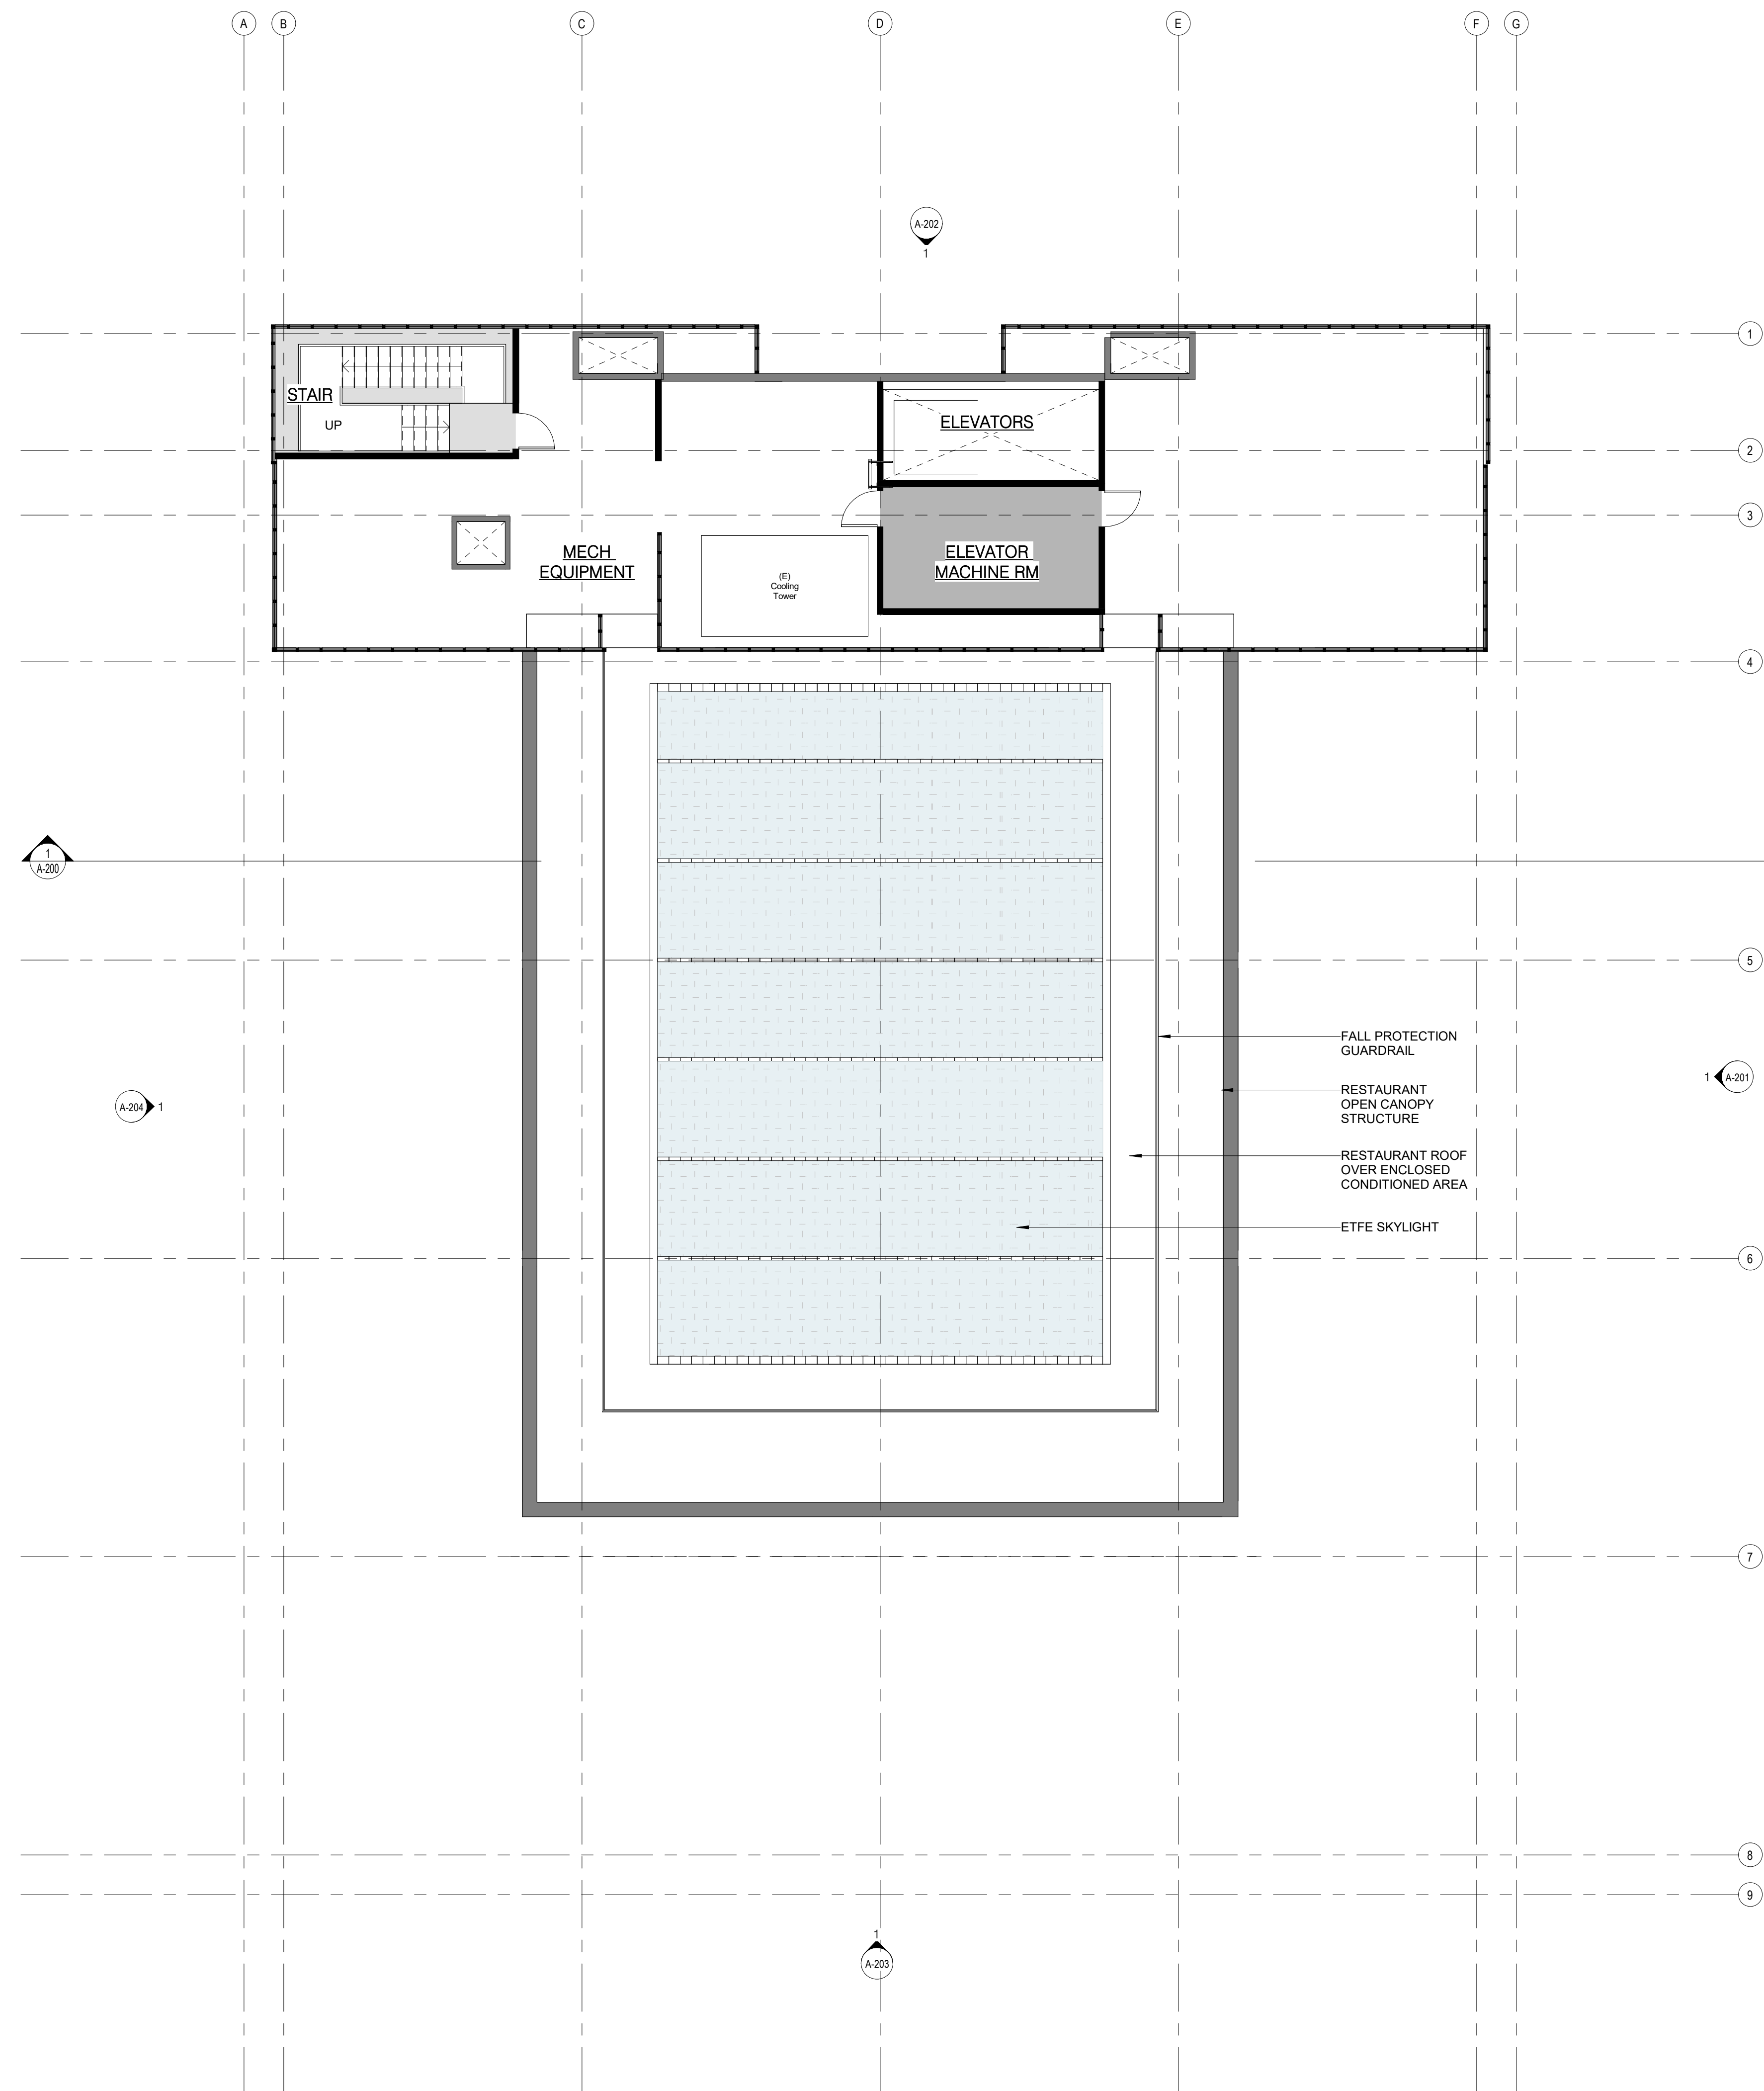 A
B
C
D
E
F
G
A-202
1
1
STAIR
UP
ELEVATORS
2
3
MECH
EQUIPMENT
(E)
Cooling
Tower
ELEVATOR
MACHINE RM
4
1
A-200
5
FALL PROTECTION
GUARDRAIL
1
A-201
A-204
1
RESTAURANT
OPEN CANOPY
STRUCTURE
RESTAURANT ROOF
OVER ENCLOSED
CONDITIONED AREA
ETFE SKYLIGHT
6
7
8
9
1
A-203